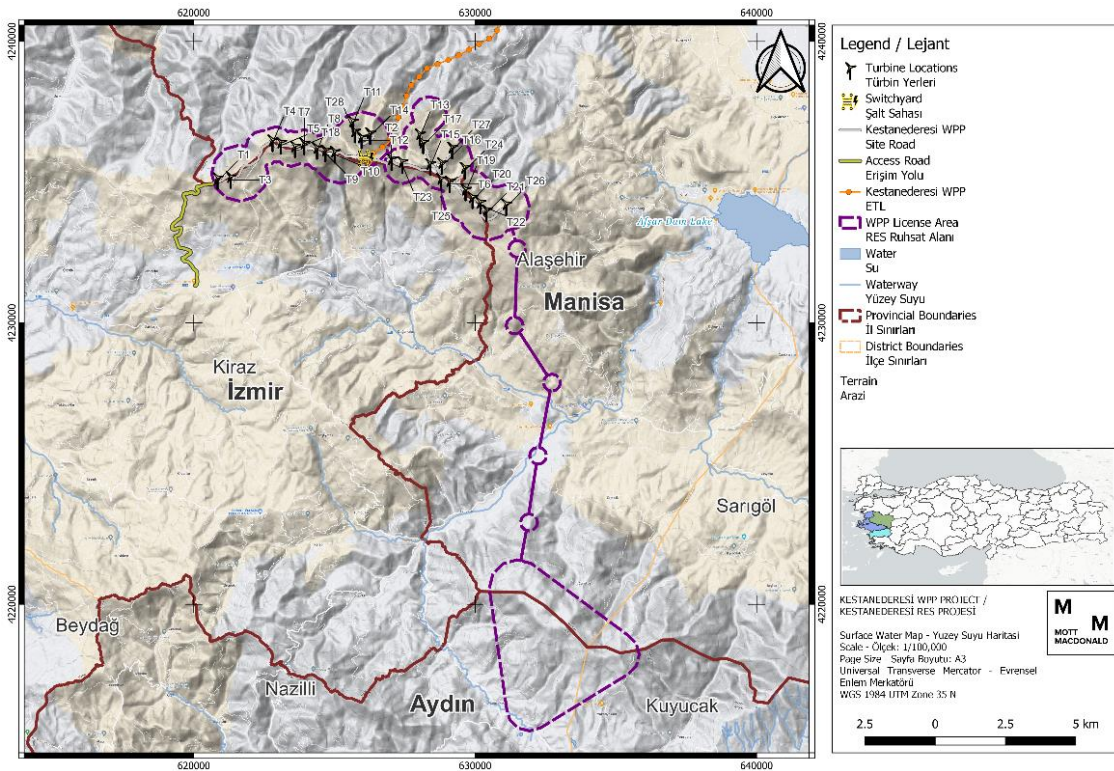 620000
630000
640000
4240000
4230000
4220000
T11
T28
T8
T14
T2
T12
T4
T7
T5
T18
T1
T3
T9
T10
T13
T17
T15
T27
T16
T24
T19
T20
T6
T21
T26
T23
T25
T22
Afşar Dam Lake
Alaşehir
Manisa
Kiraz
İzmir
Sarıgöl
Beydağ
Nazilli
Aydın
Kuyucak
4240000
4230000
4220000
620000
630000
640000
Legend / Lejant
Turbine Locations
Türbin Yerleri
Switchyard
Şalt Sahası
Kestanederesi WPP
Site Road
Access Road
Erişim Yolu
Kestanederesi WPP
ETL
WPP License Area
RES Ruhsat Alanı
Water
Su
Waterway
Yüzey Suyu
Provincial Boundaries
İl Sınırları
District Boundaries
İlçe Sınırları
Terrain
Arazi
KESTANEDERESİ WPP PROJECT /
KESTANEDERESİ RES PROJESİ
Surface Water Map - Yuzey Suyu Haritasi
Scale - Ölçek: 1/100,000
Page Size Sayfa Boyutu: A3
Universal Transverse Mercator - Evrensel
Enlem Merkatörü
WGS 1984 UTM Zone 35 N
M
M
MOTT
MACDONALD
2.5 0 2.5 5 km